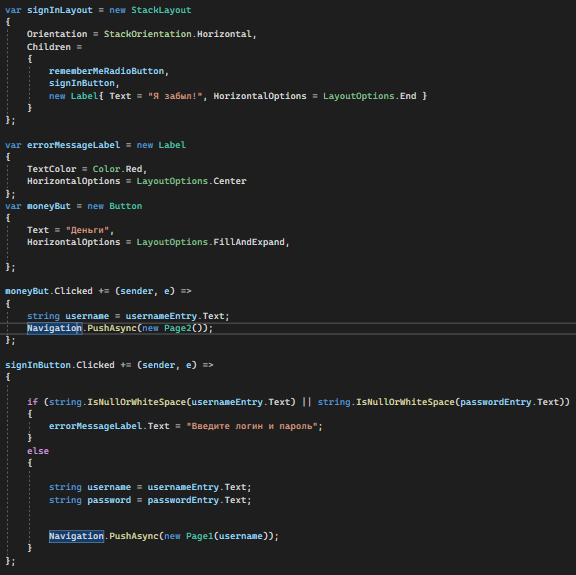 var signInLayout = new StackLayout
{
Orientation = StackOrientation.Horizontal,
Children =
{
rememberMeRadioButton,
signInButton,
new Label{ Text = "Я забыл!", HorizontalOptions = LayoutOptions.End }
}
};
var errorMessageLabel = new Label
{
TextColor = Color.Red,
HorizontalOptions = LayoutOptions.Center
};
var moneyBut = new Button
{
Text = "Деньги",
HorizontalOptions = LayoutOptions.FillAndExpand,
};
moneyBut.Clicked += (sender, e) =>
{
string username = usernameEntry.Text;
Navigation.PushAsync(new Page2());
};
signInButton.Clicked += (sender, e) =>
{
if (string.IsNullOrWhiteSpace(usernameEntry.Text) || string.IsNullOrWhiteSpace(passwordEntry.Text))
{
errorMessageLabel.Text = "Введите логин и пароль";
}
else
{
string username = usernameEntry.Text;
string password = passwordEntry.Text;
Navigation.PushAsync(new Page1(username));
}
};